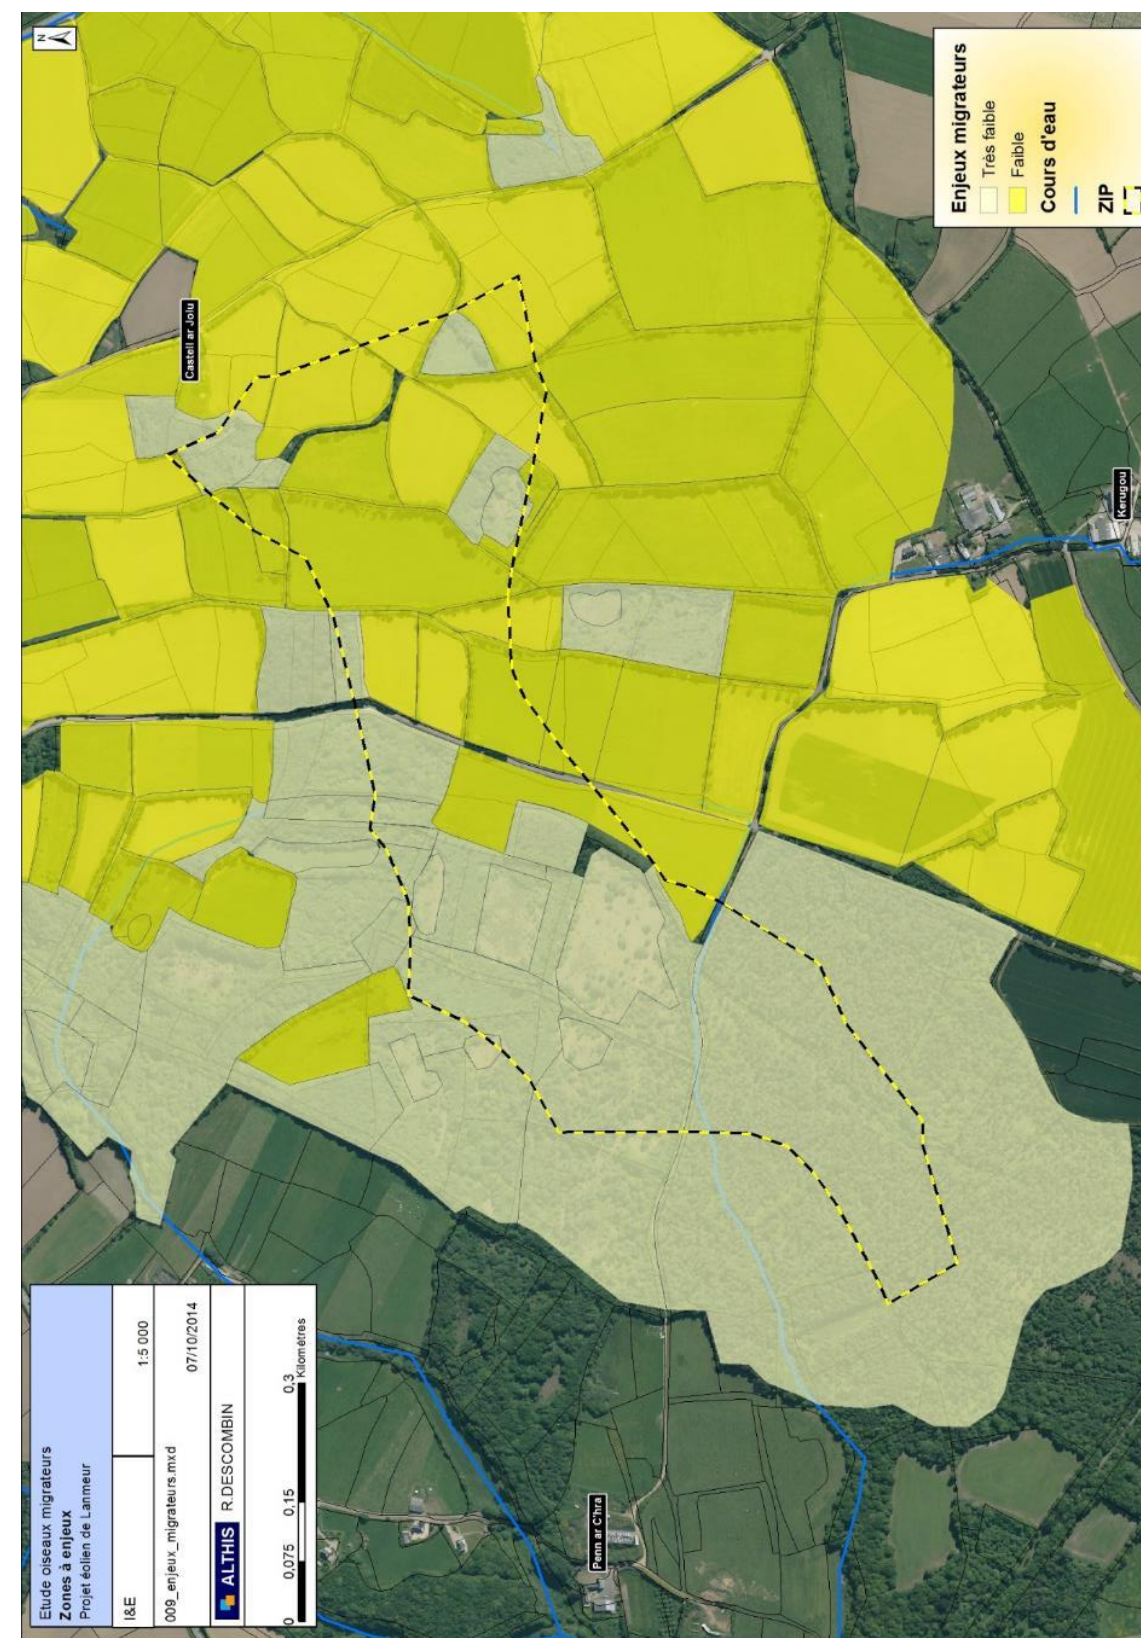 Etude oiseaux migrateurs
Zones à enjeux
Projet éolien de Lanmeur
I&E
1:5 000
009_enjeux_migrateurs.mxd
07/10/2014
ALTHIS
R.DESCOMBIN
0
0,075
0,15
0,3
Kilomètres
N
Castell ar Jolu
Penn ar C'hra
Kerugou
Enjeux migrateurs
Très faible
Faible
Cours d'eau
ZIP